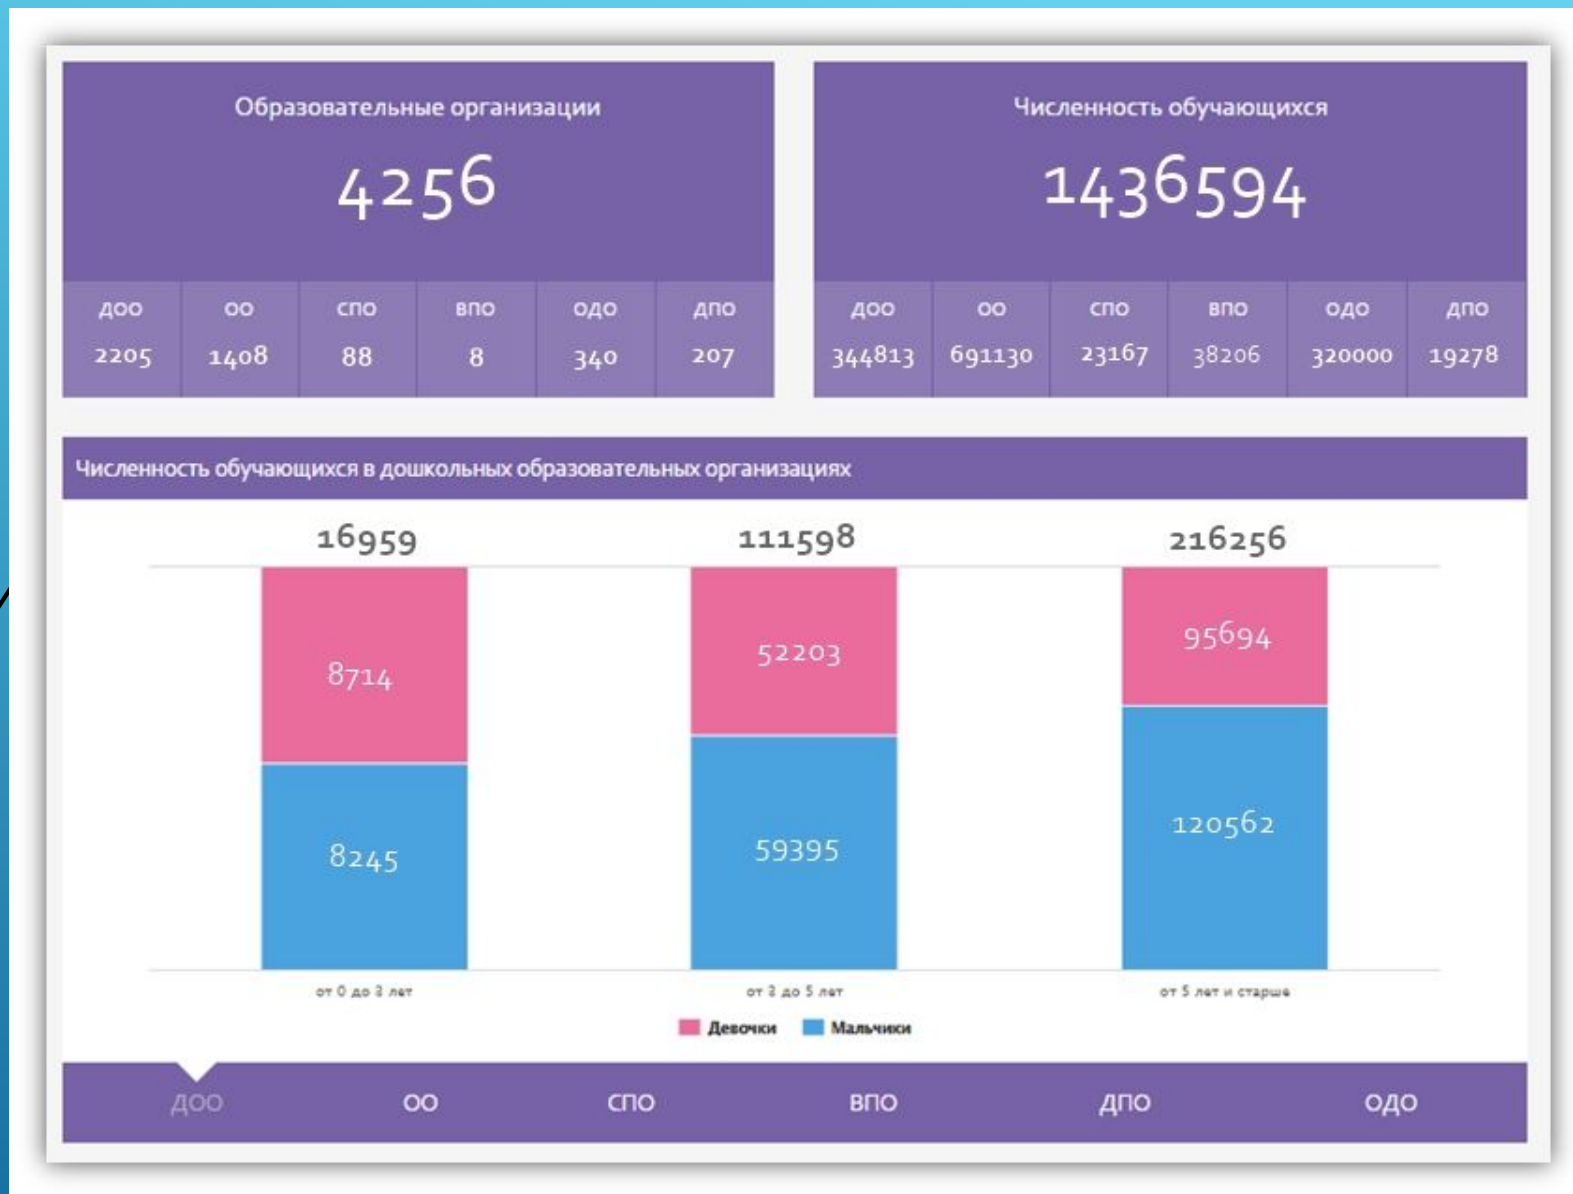 Образовательные организации
4256
ДОО ОО СПО ВПО ОДО ДПО
2205 1408 88 8 340 207
Численность обучающихся
1436594
ДОО ОО СПО ВПО ОДО ДПО
344813 691130 23167 38206 320000 19278
Численность обучающихся в дошкольных образовательных организациях
16959 111598 216256
8714 52203 95694
8245 59395 120562
от 0 до 3 лет от 3 до 5 лет от 5 лет и старше
Девочки Мальчики
ДОО ОО СПО ВПО ДПО ОДО